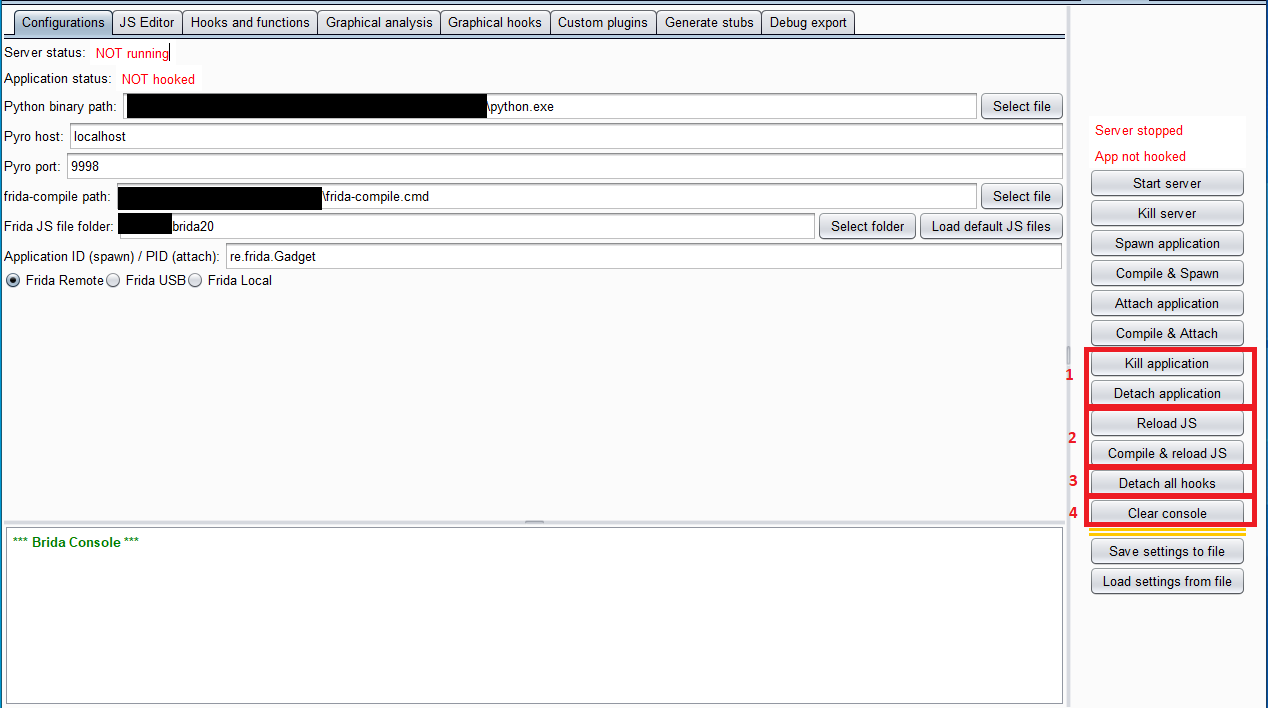 Configurations JS Editor Hooks and functions Graphical analysis Graphical hooks Custom plugins Generate stubs Debug export
Server status: NOT running
Application status: NOT hooked
Python binary path: \python.exe Select file
Pyro host: localhost
Pyro port: 9998
frida-compile path: \frida-compile.cmd Select file
Frida JS file folder: brida20 Select folder Load default JS files
Application ID (spawn) / PID (attach): re.frida.Gadget
Frida Remote Frida USB Frida Local
*** Brida Console ***
Server stopped
App not hooked
Start server
Kill server
Spawn application
Compile & Spawn
Attach application
Compile & Attach
Kill application
1
Detach application
Reload JS
2
Compile & reload JS
3 Detach all hooks
4 Clear console
Save settings to file
Load settings from file